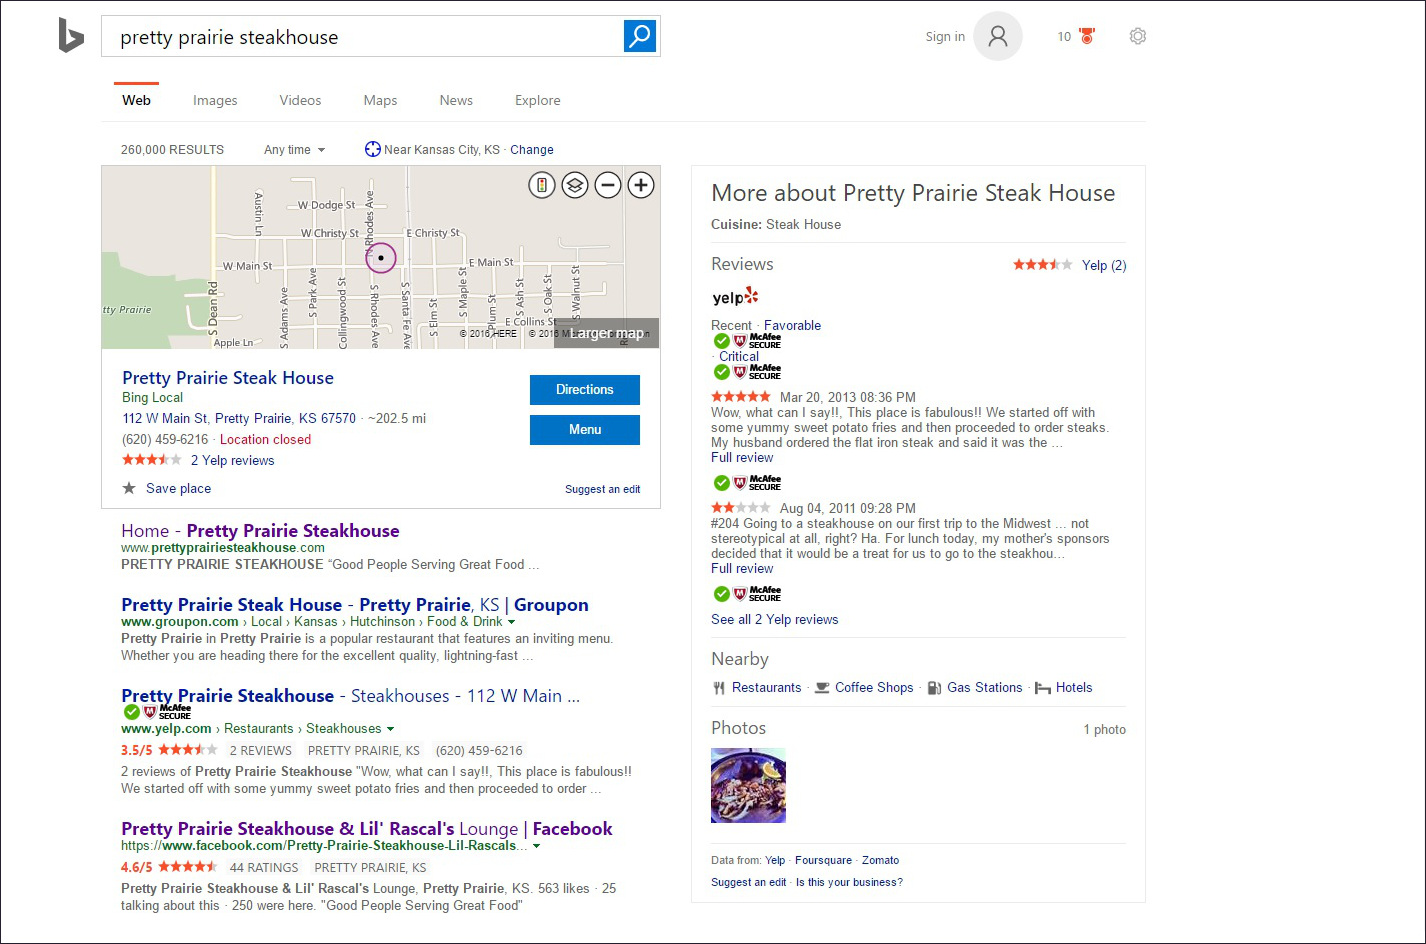 pretty prairie steakhouse
Sign in
10
Web Images Videos Maps News Explore
260,000 RESULTS Any time Near Kansas City, KS · Change
Austin Ln
W Dodge St
N Rhodes Ave
W Christy St
E Christy St
W Main St
E Main St
S Dean Rd
S Adams Ave
S Park Ave
Collingwood St
S Rhodes Ave
S Santa Fe Ave
S Elm St
S Maple St
Plum St
S Ash St
S Oak St
S Walnut St
tty Prairie
E Collins St
Apple Ln
© 2016 HERE © 2016
Larger map
Pretty Prairie Steak House
Bing Local
112 W Main St, Pretty Prairie, KS 67570 · ~202.5 mi
(620) 459-6216 · Location closed
2 Yelp reviews
Save place
Directions
Menu
Suggest an edit
Home - Pretty Prairie Steakhouse
www.prettyprairiesteakhouse.com
PRETTY PRAIRIE STEAKHOUSE “Good People Serving Great Food ...
Pretty Prairie Steak House - Pretty Prairie, KS | Groupon
www.groupon.com › Local › Kansas › Hutchinson › Food & Drink
Pretty Prairie in Pretty Prairie is a popular restaurant that features an inviting menu.
Whether you are heading there for the excellent quality, lightning-fast ...
Pretty Prairie Steakhouse - Steakhouses - 112 W Main ...
McAfee
SECURE
www.yelp.com › Restaurants › Steakhouses
3.5/5 2 REVIEWS PRETTY PRAIRIE, KS (620) 459-6216
2 reviews of Pretty Prairie Steakhouse "Wow, what can I say!!, This place is fabulous!!
We started off with some yummy sweet potato fries and then proceeded to order ...
Pretty Prairie Steakhouse & Lil' Rascal's Lounge | Facebook
https://www.facebook.com/Pretty-Prairie-Steakhouse-Lil-Rascals...
4.6/5 44 RATINGS PRETTY PRAIRIE, KS
Pretty Prairie Steakhouse & Lil' Rascal's Lounge, Pretty Prairie, KS. 563 likes · 25
talking about this · 250 were here. "Good People Serving Great Food"
More about Pretty Prairie Steak House
Cuisine: Steak House
Reviews Yelp (2)
yelp
Recent · Favorable
McAfee
SECURE
· Critical
McAfee
SECURE
Mar 20, 2013 08:36 PM
Wow, what can I say!!, This place is fabulous!! We started off with
some yummy sweet potato fries and then proceeded to order steaks.
My husband ordered the flat iron steak and said it was the ...
Full review
McAfee
SECURE
Aug 04, 2011 09:28 PM
#204 Going to a steakhouse on our first trip to the Midwest ... not
stereotypical at all, right? Ha. For lunch today, my mother's sponsors
decided that it would be a treat for us to go to the steakhou...
Full review
McAfee
SECURE
See all 2 Yelp reviews
Nearby
Restaurants · Coffee Shops · Gas Stations · Hotels
Photos 1 photo
Data from: Yelp · Foursquare · Zomato
Suggest an edit · Is this your business?